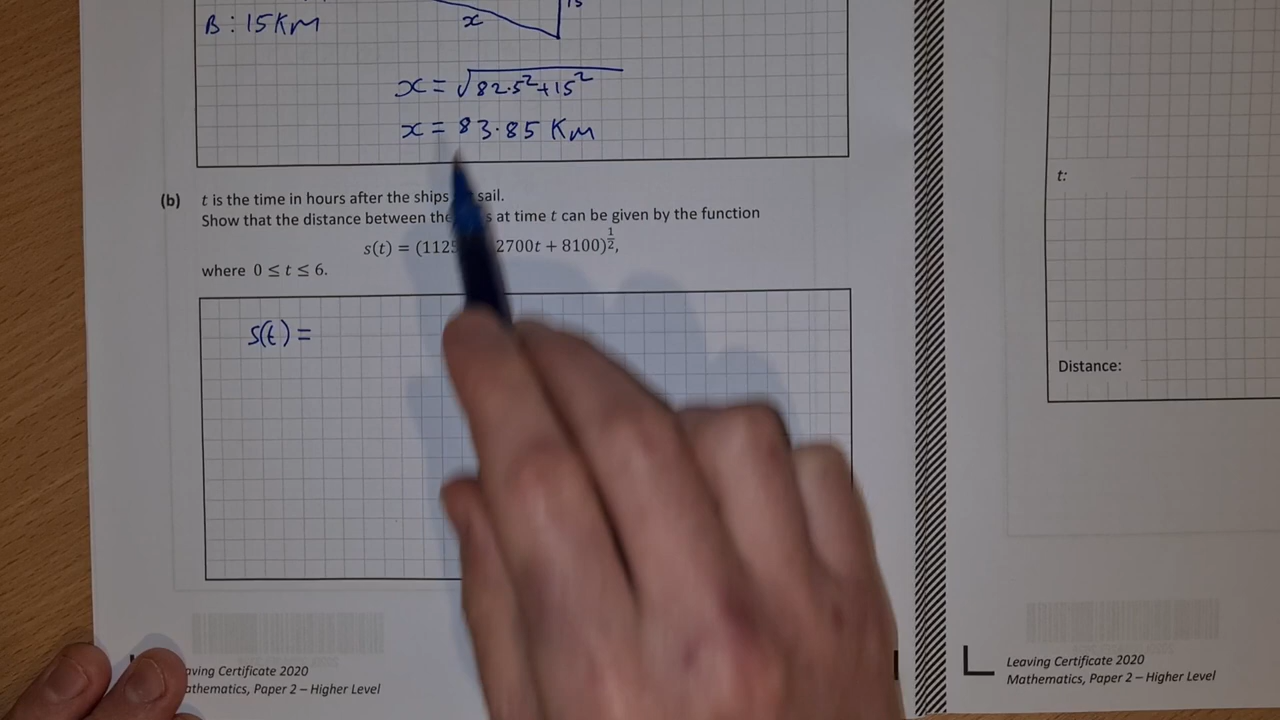 B : 15 Km
x
15
x = √82.5²+15²
x = 83.85 Km
(b) t is the time in hours after the ships sail.
Show that the distance between the at time t can be given by the function
s(t) = (1125 2700t + 8100)^½,
where 0 ≤ t ≤ 6.
S(t) =
Leaving Certificate 2020
Mathematics, Paper 2 – Higher Level
t:
Distance:
Leaving Certificate 2020
Mathematics, Paper 2 – Higher Level